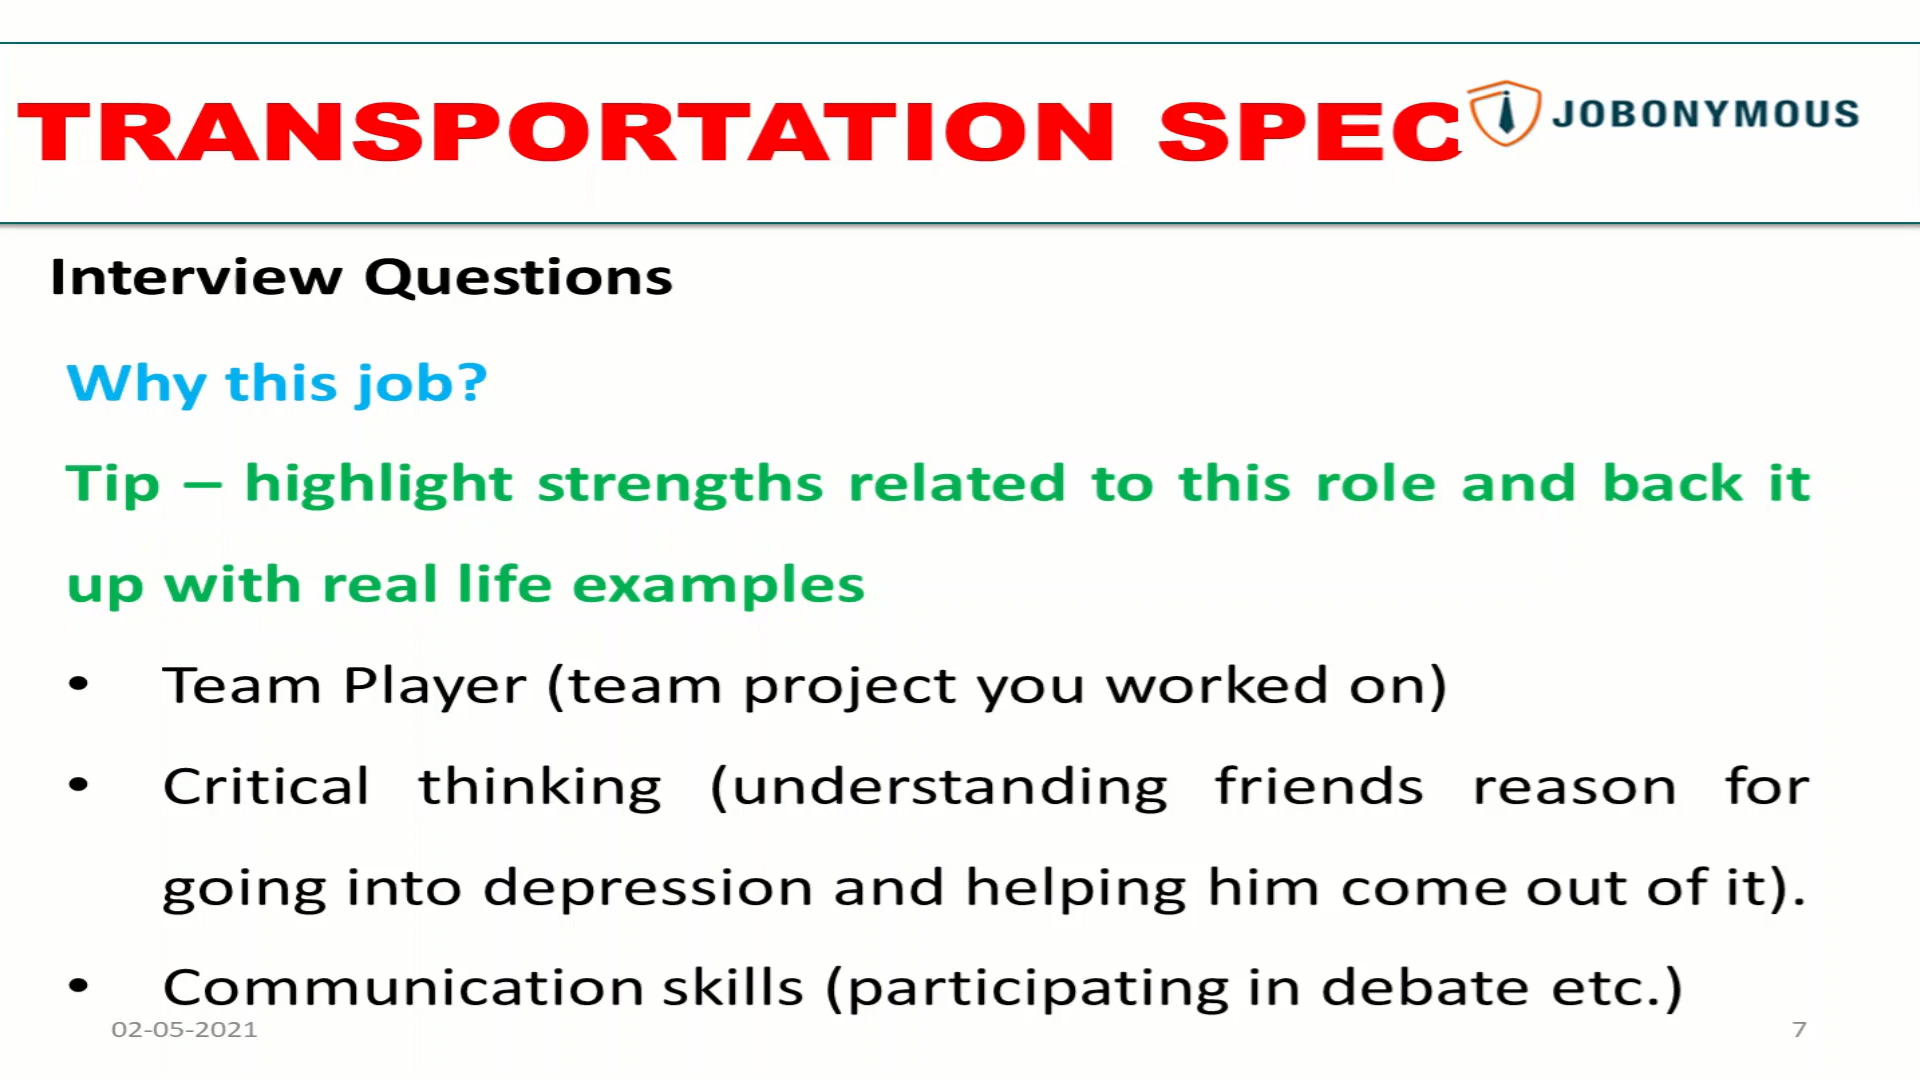 TRANSPORTATION SPEC
JOBONYMOUS
Interview Questions
Why this job?
Tip – highlight strengths related to this role and back it
up with real life examples
• Team Player (team project you worked on)
• Critical thinking (understanding friends reason for
going into depression and helping him come out of it).
• Communication skills (participating in debate etc.)
02-05-2021
7